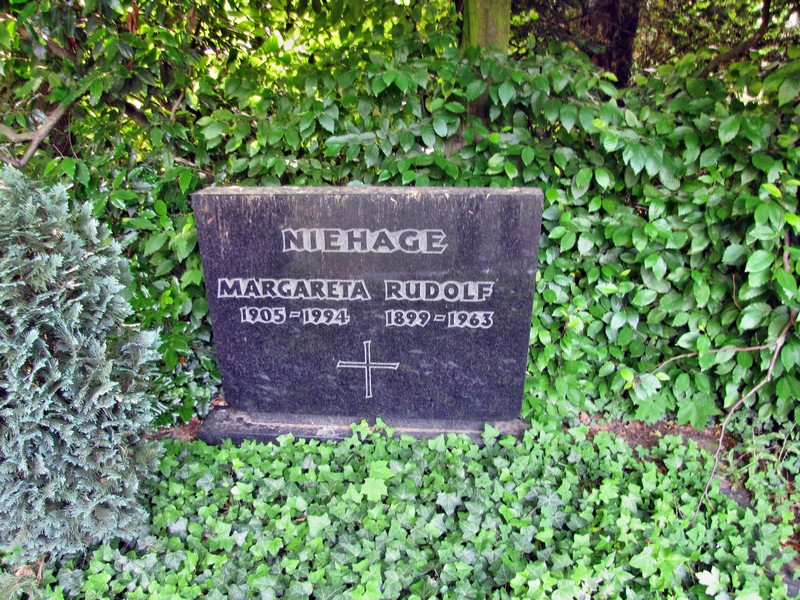 NIEHAGE
MARGARETA RUDOLF
1905-1994 1899-1963